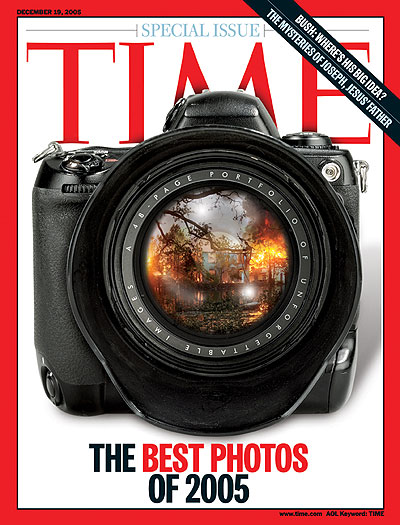 DECEMBER 19, 2005
SPECIAL ISSUE
BUSH: WHERE'S HIS BIG IDEA?
THE MYSTERIES OF JOSEPH, JESUS' FATHER
TIME
A 48-PAGE PORTFOLIO OF UNFORGETTABLE IMAGES
THE BEST PHOTOS
OF 2005
www.time.com AOL Keyword: TIME